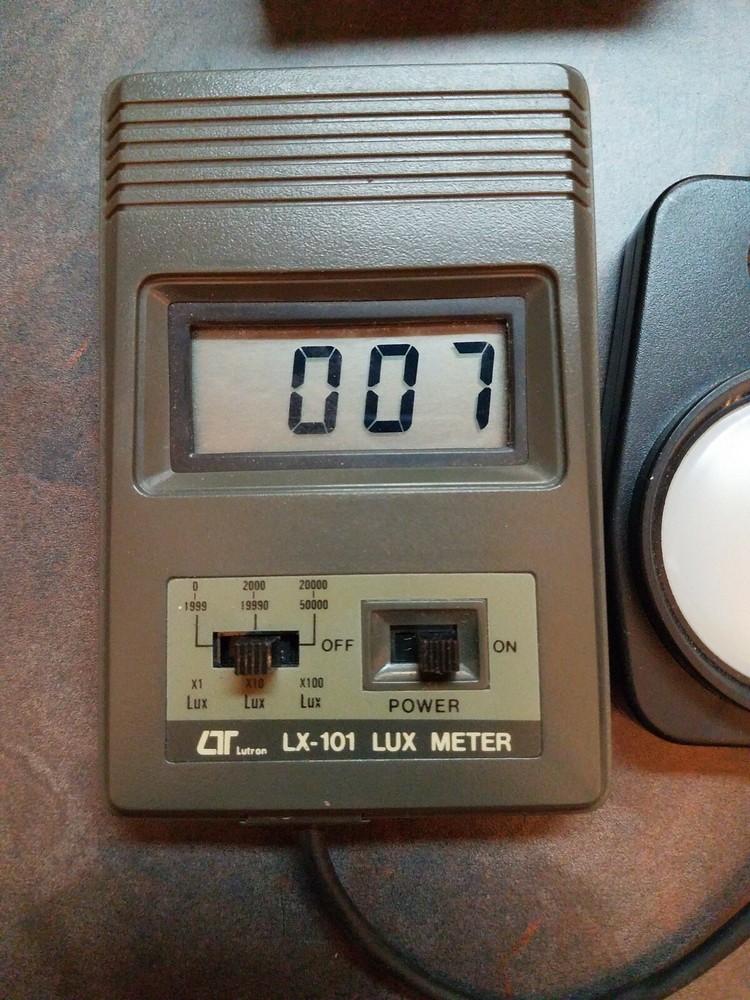 007
0 2000 20000
1999 19990 50000
OFF ON
X1 X10 X100
Lux Lux Lux
POWER
LT Lutron LX-101 LUX METER